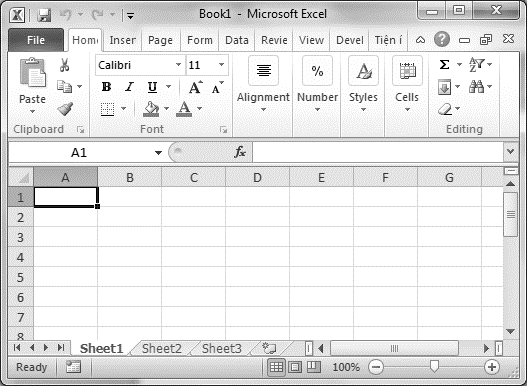 Book1 - Microsoft Excel
File Home Inser Page Form Data Revie View Devel Tiện í
Calibri 11
Paste
B I U A A
Alignment Number Styles Cells
%
Σ
Clipboard Font Editing
A1 fx
A B C D E F G
1
2
3
4
5
6
7
8
Sheet1 Sheet2 Sheet3
Ready 100%